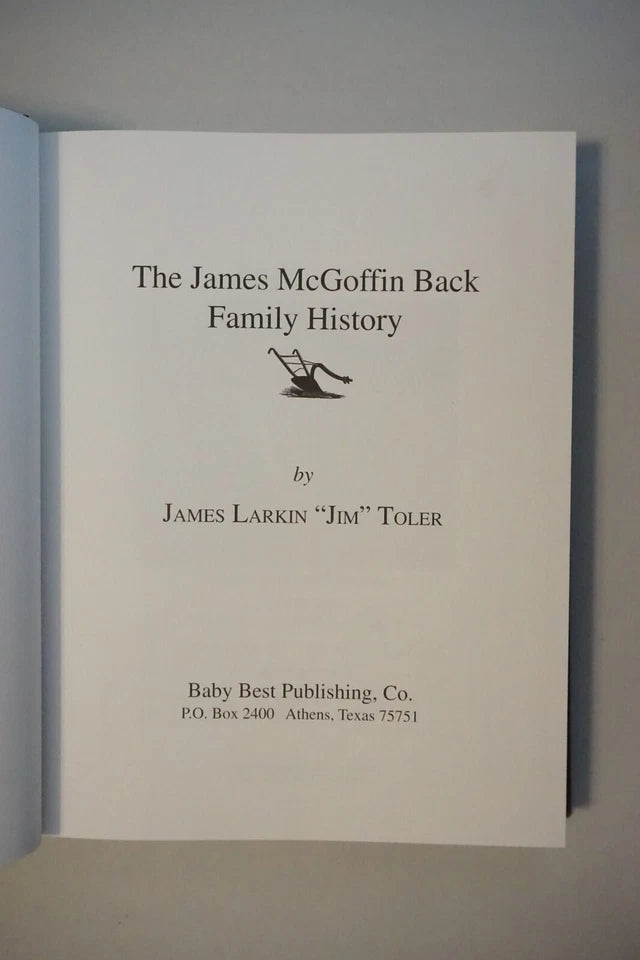 The James McGoffin Back
Family History
by
James Larkin “Jim” Toler
Baby Best Publishing, Co.
P.O. Box 2400 Athens, Texas 75751